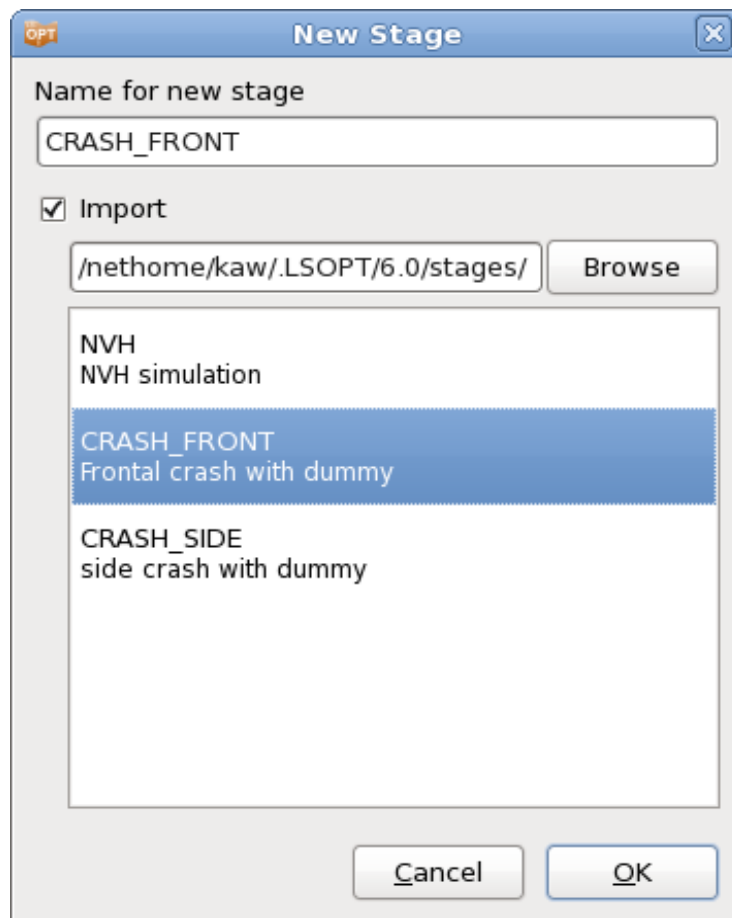 OPT
New Stage
Name for new stage
CRASH_FRONT
Import
/nethome/kaw/.LSOPT/6.0/stages/
Browse
NVH
NVH simulation
CRASH_FRONT
Frontal crash with dummy
CRASH_SIDE
side crash with dummy
Cancel
OK